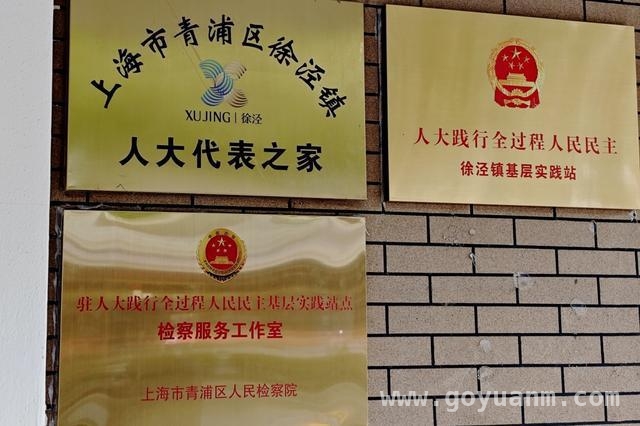 上海市青浦区徐泾镇
XUJING | 徐泾
人大代表之家
人大践行全过程人民民主
徐泾镇基层实践站
驻人大践行全过程人民民主基层实践站点
检察服务工作室
上海市青浦区人民检察院
www.goyuanm.com